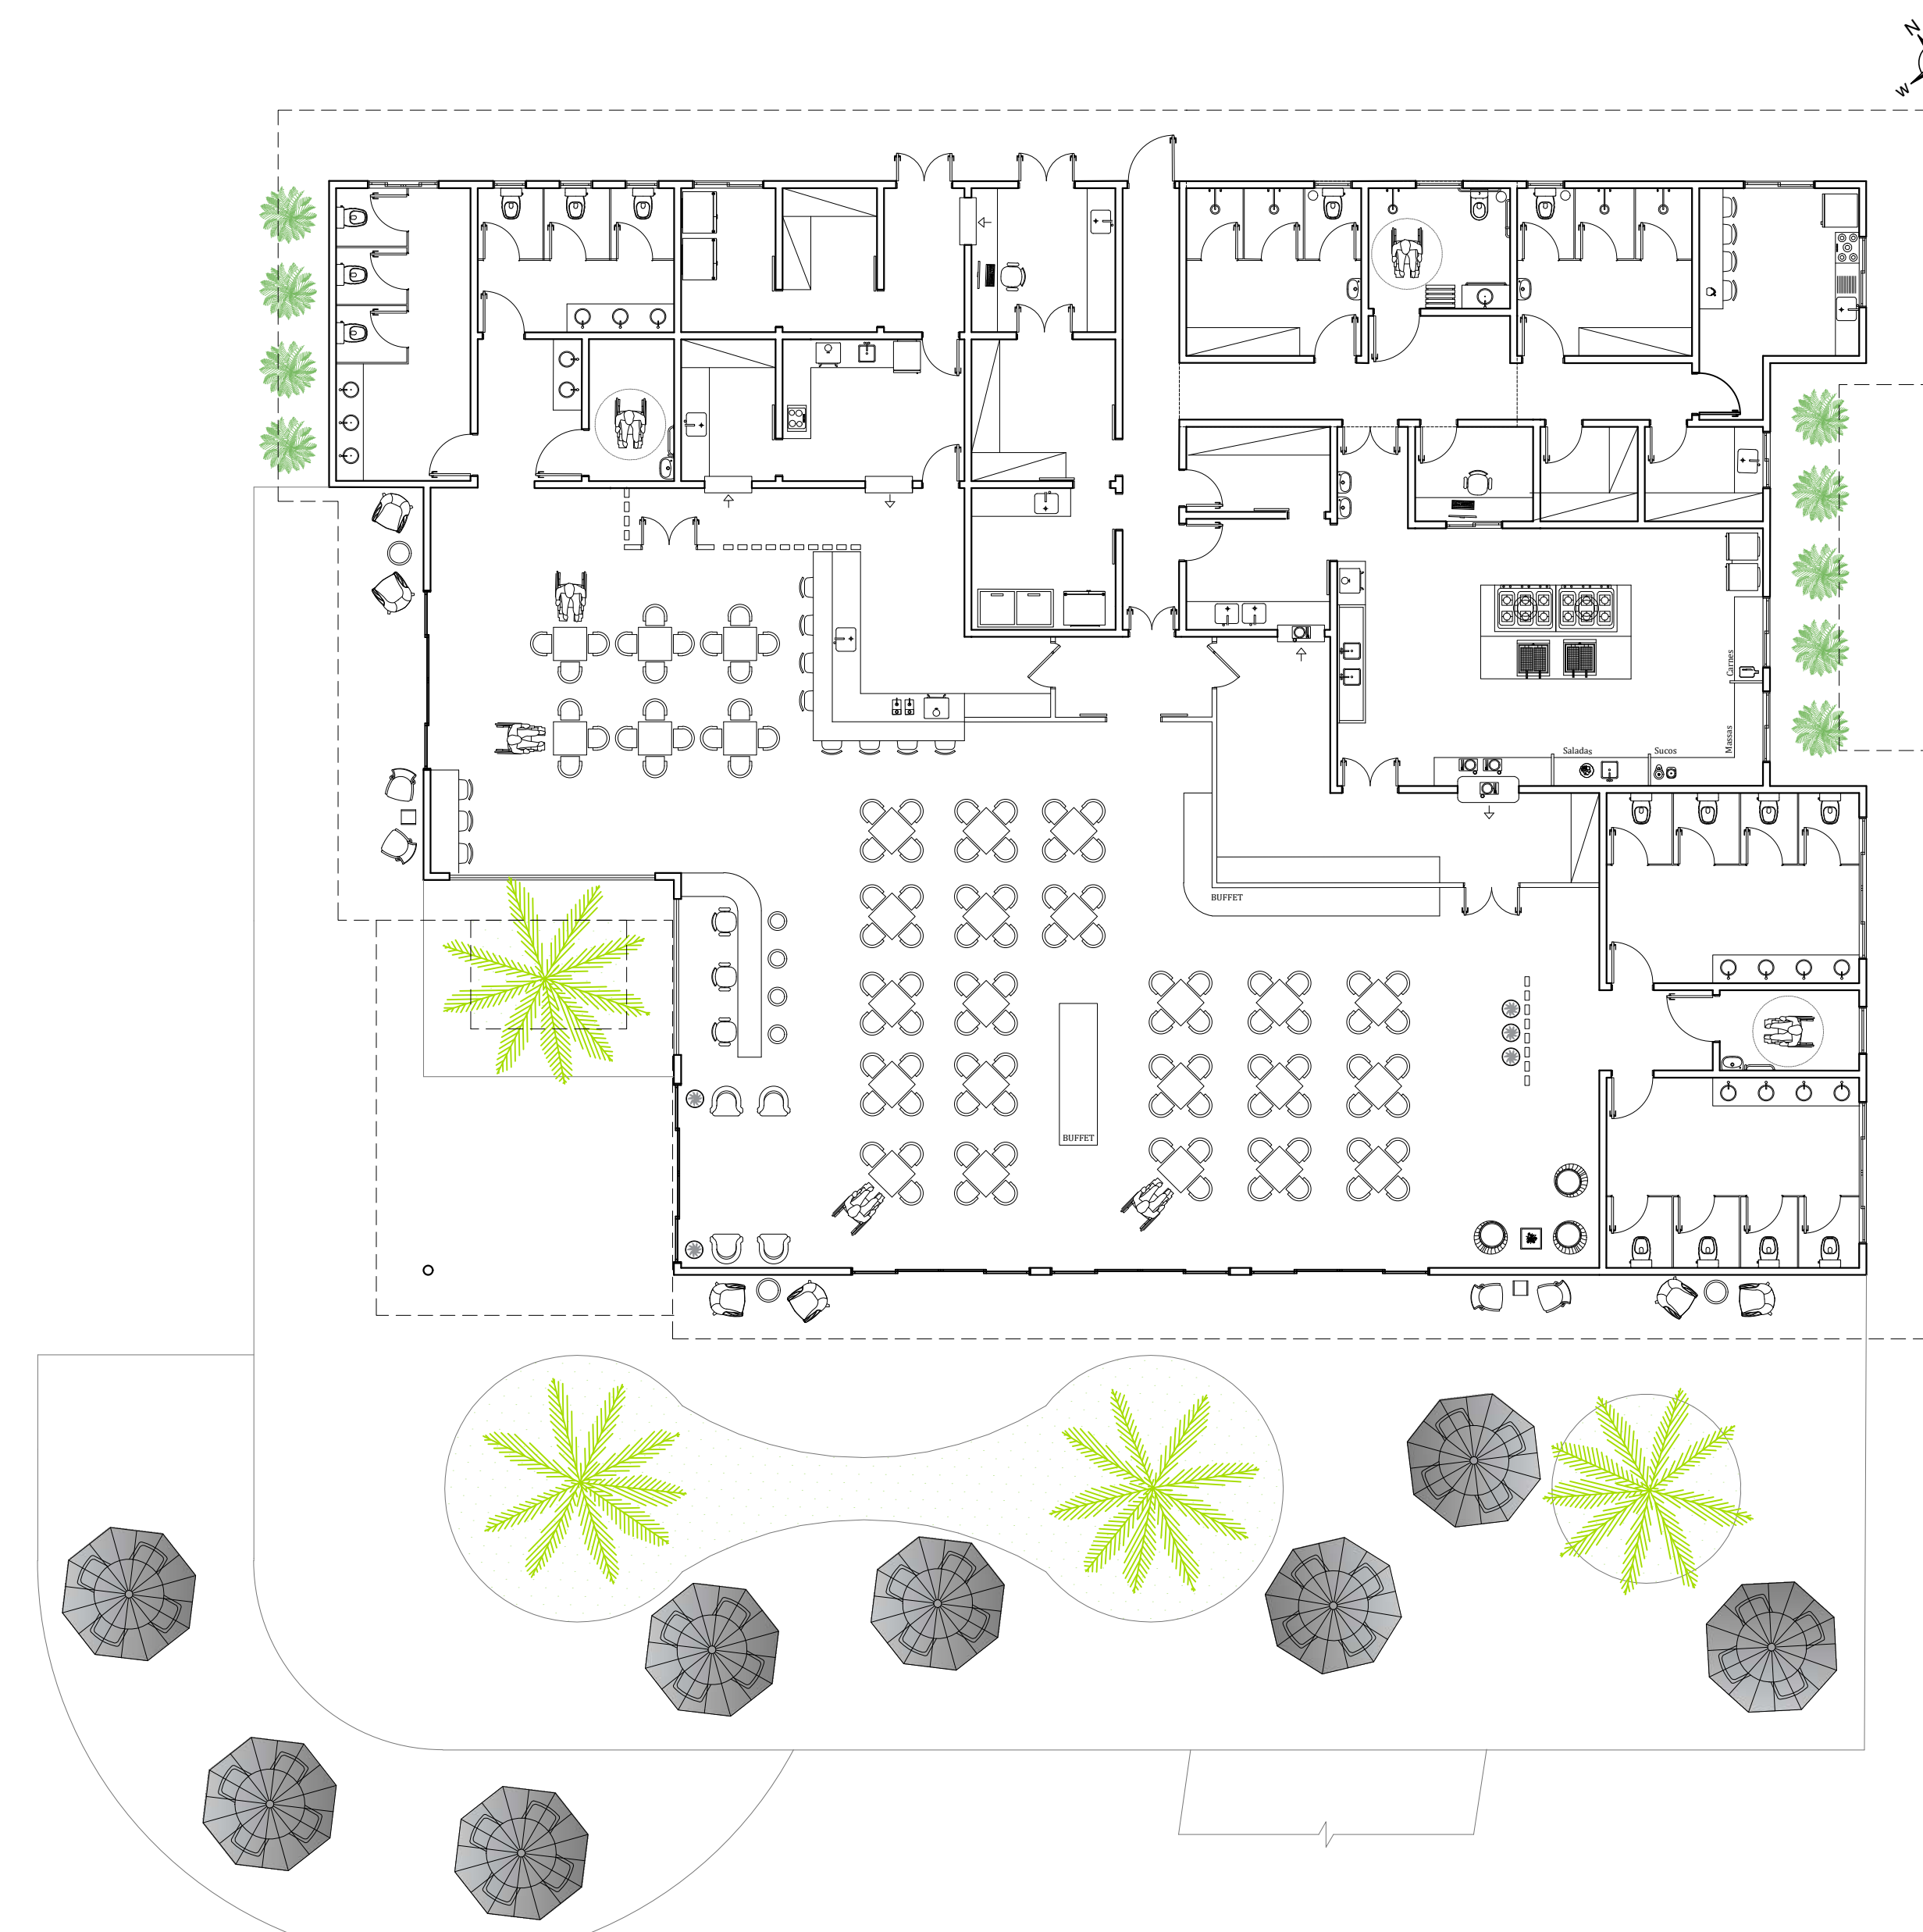 N
W
Carnes
Massas
Saladas
Sucos
BUFFET
BUFFET